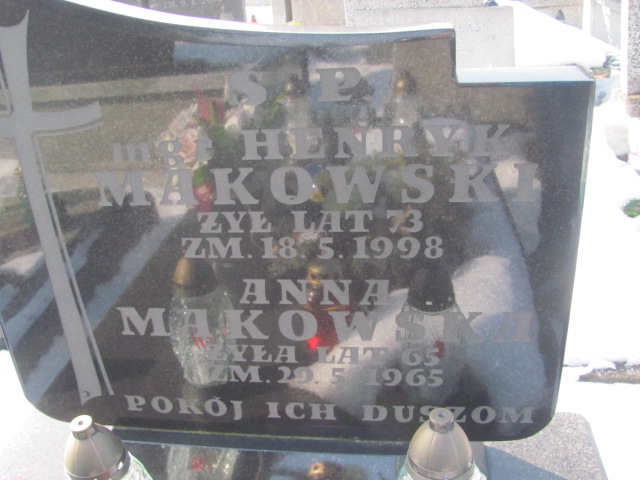 S P.
mgr HENRYK
MAKOWSKI
ŻYŁ LAT 73
ZM. 18. 5. 1998
ANNA
MAKOWSKA
ŻYŁA LAT 65
ZM. 29. 5. 1965
POKÓJ ICH DUSZOM